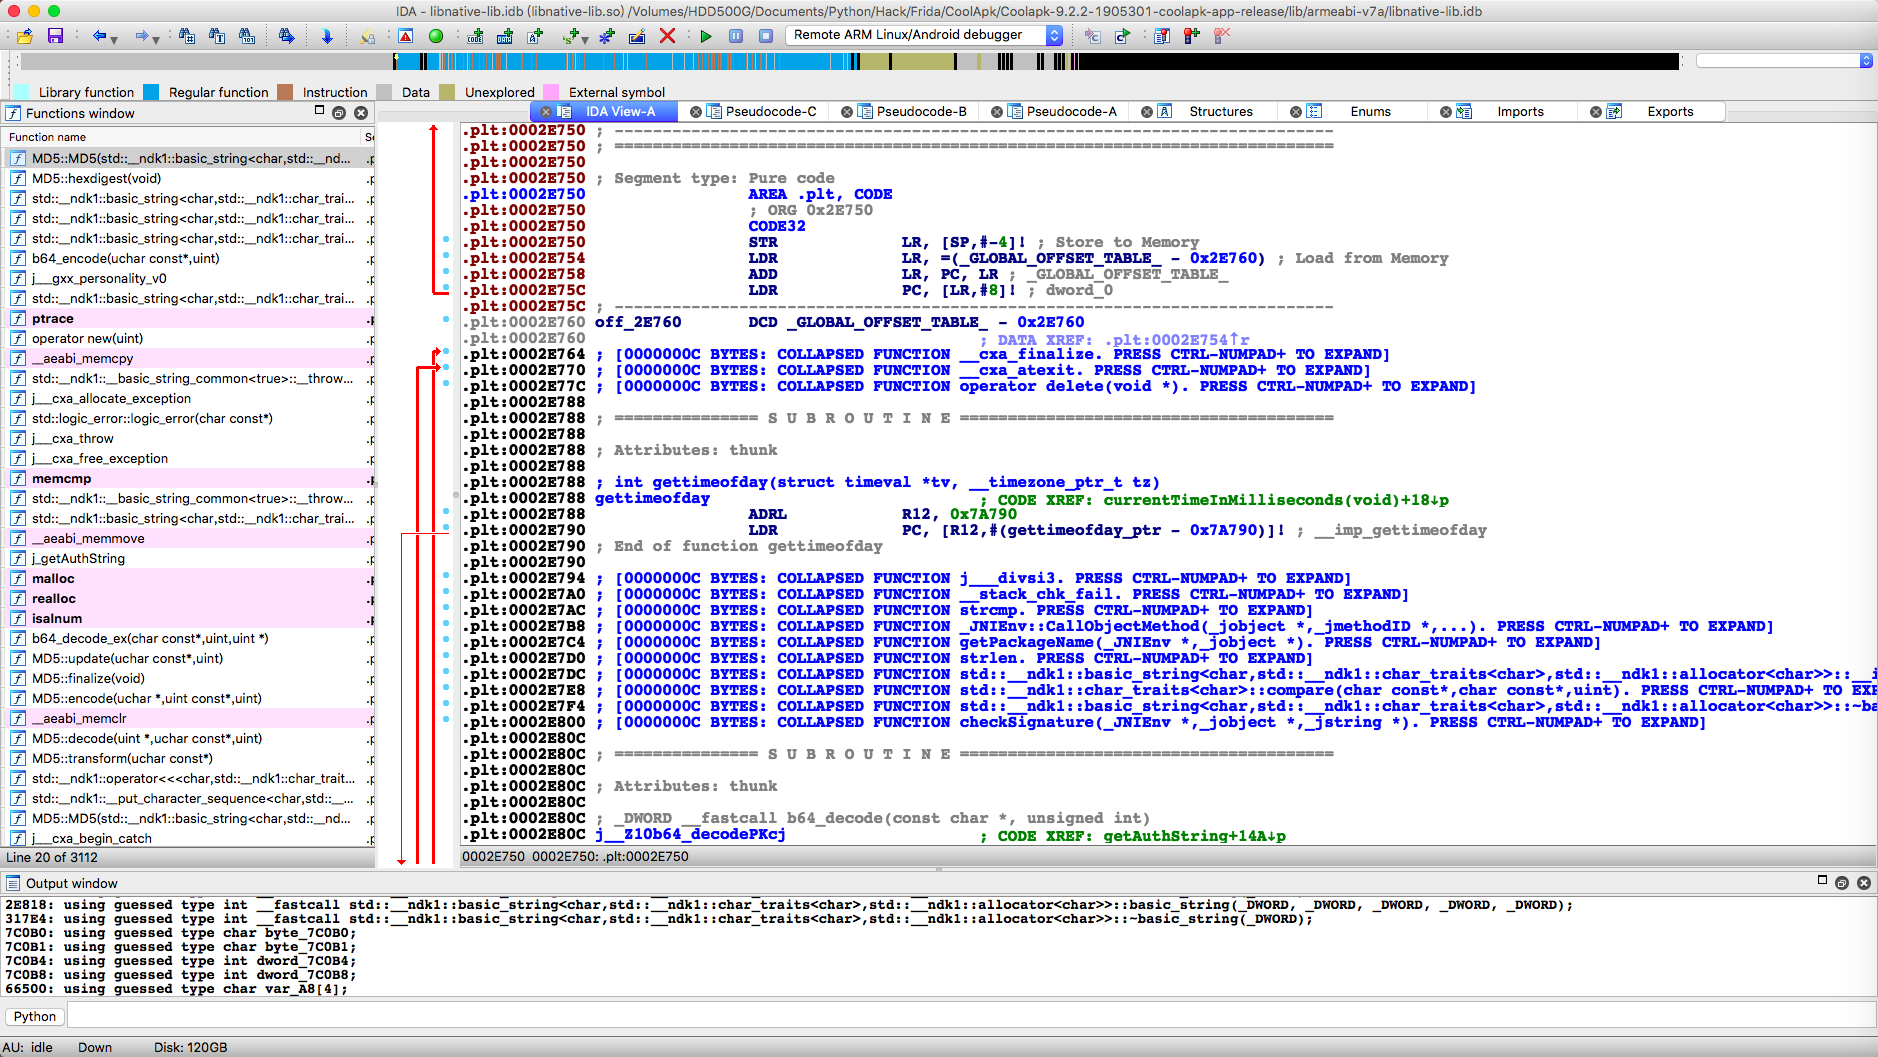 IDA - libnative-lib.idb (libnative-lib.so) /Volumes/HDD500G/Documents/Python/Hack/Frida/CoolApk/Coolapk-9.2.2-1905301-coolapk-app-release/lib/armeabi-v7a/libnative-lib.idb
Remote ARM Linux/Android debugger
Library function Regular function Instruction Data Unexplored External symbol
Functions window
IDA View-A Pseudocode-C Pseudocode-B Pseudocode-A Structures Enums Imports Exports
Function name
MD5::MD5(std::__ndk1::basic_string<char,std::__nd...
MD5::hexdigest(void)
std::__ndk1::basic_string<char,std::__ndk1::char_trai...
std::__ndk1::basic_string<char,std::__ndk1::char_trai...
std::__ndk1::basic_string<char,std::__ndk1::char_trai...
b64_encode(uchar const*,uint)
j___gxx_personality_v0
std::__ndk1::basic_string<char,std::__ndk1::char_trai...
ptrace
operator new(uint)
__aeabi_memcpy
std::__ndk1::__basic_string_common<true>::__throw...
j___cxa_allocate_exception
std::logic_error::logic_error(char const*)
j___cxa_throw
j___cxa_free_exception
memcmp
std::__ndk1::__basic_string_common<true>::__throw...
std::__ndk1::basic_string<char,std::__ndk1::char_trai...
__aeabi_memmove
j_getAuthString
malloc
realloc
isalnum
b64_decode_ex(char const*,uint,uint *)
MD5::update(uchar const*,uint)
MD5::finalize(void)
MD5::encode(uchar *,uint const*,uint)
__aeabi_memclr
MD5::decode(uint *,uchar const*,uint)
MD5::transform(uchar const*)
std::__ndk1::operator<<<char,std::__ndk1::char_trait...
std::__ndk1::__put_character_sequence<char,std::__...
MD5::MD5(std::__ndk1::basic_string<char,std::__nd...
j___cxa_begin_catch
Line 20 of 3112
.plt:0002E750 ; ---------------------------------------------------------------------------
.plt:0002E750 ; ===========================================================================
.plt:0002E750
.plt:0002E750 ; Segment type: Pure code
.plt:0002E750 AREA .plt, CODE
.plt:0002E750 ; ORG 0x2E750
.plt:0002E750 CODE32
.plt:0002E750 STR LR, [SP,#-4]! ; Store to Memory
.plt:0002E754 LDR LR, =(_GLOBAL_OFFSET_TABLE_ - 0x2E760) ; Load from Memory
.plt:0002E758 ADD LR, PC, LR ; _GLOBAL_OFFSET_TABLE_
.plt:0002E75C LDR PC, [LR,#8]! ; dword_0
.plt:0002E75C ; ---------------------------------------------------------------------------
.plt:0002E760 off_2E760 DCD _GLOBAL_OFFSET_TABLE_ - 0x2E760
.plt:0002E760 ; DATA XREF: .plt:0002E754↑r
.plt:0002E764 ; [0000000C BYTES: COLLAPSED FUNCTION __cxa_finalize. PRESS CTRL-NUMPAD+ TO EXPAND]
.plt:0002E770 ; [0000000C BYTES: COLLAPSED FUNCTION __cxa_atexit. PRESS CTRL-NUMPAD+ TO EXPAND]
.plt:0002E77C ; [0000000C BYTES: COLLAPSED FUNCTION operator delete(void *). PRESS CTRL-NUMPAD+ TO EXPAND]
.plt:0002E788
.plt:0002E788 ; =============== S U B R O U T I N E =======================================
.plt:0002E788
.plt:0002E788 ; Attributes: thunk
.plt:0002E788
.plt:0002E788 ; int gettimeofday(struct timeval *tv, __timezone_ptr_t tz)
.plt:0002E788 gettimeofday ; CODE XREF: currentTimeInMilliseconds(void)+18↓p
.plt:0002E788 ADRL R12, 0x7A790
.plt:0002E790 LDR PC, [R12,#(gettimeofday_ptr - 0x7A790)]! ; __imp_gettimeofday
.plt:0002E790 ; End of function gettimeofday
.plt:0002E790
.plt:0002E794 ; [0000000C BYTES: COLLAPSED FUNCTION j___divsi3. PRESS CTRL-NUMPAD+ TO EXPAND]
.plt:0002E7A0 ; [0000000C BYTES: COLLAPSED FUNCTION __stack_chk_fail. PRESS CTRL-NUMPAD+ TO EXPAND]
.plt:0002E7AC ; [0000000C BYTES: COLLAPSED FUNCTION strcmp. PRESS CTRL-NUMPAD+ TO EXPAND]
.plt:0002E7B8 ; [0000000C BYTES: COLLAPSED FUNCTION _JNIEnv::CallObjectMethod(_jobject *,_jmethodID *,...). PRESS CTRL-NUMPAD+ TO EXPAND]
.plt:0002E7C4 ; [0000000C BYTES: COLLAPSED FUNCTION getPackageName(_JNIEnv *,_jobject *). PRESS CTRL-NUMPAD+ TO EXPAND]
.plt:0002E7D0 ; [0000000C BYTES: COLLAPSED FUNCTION strlen. PRESS CTRL-NUMPAD+ TO EXPAND]
.plt:0002E7DC ; [0000000C BYTES: COLLAPSED FUNCTION std::__ndk1::basic_string<char,std::__ndk1::char_traits<char>,std::__ndk1::allocator<char>>::__i
.plt:0002E7E8 ; [0000000C BYTES: COLLAPSED FUNCTION std::__ndk1::char_traits<char>::compare(char const*,char const*,uint). PRESS CTRL-NUMPAD+ TO EXP
.plt:0002E7F4 ; [0000000C BYTES: COLLAPSED FUNCTION std::__ndk1::basic_string<char,std::__ndk1::char_traits<char>,std::__ndk1::allocator<char>>::~ba
.plt:0002E800 ; [0000000C BYTES: COLLAPSED FUNCTION checkSignature(_JNIEnv *,_jobject *,_jstring *). PRESS CTRL-NUMPAD+ TO EXPAND]
.plt:0002E80C
.plt:0002E80C ; =============== S U B R O U T I N E =======================================
.plt:0002E80C
.plt:0002E80C ; Attributes: thunk
.plt:0002E80C
.plt:0002E80C ; _DWORD __fastcall b64_decode(const char *, unsigned int)
.plt:0002E80C j__Z10b64_decodePKcj ; CODE XREF: getAuthString+14A↓p
0002E750 0002E750: .plt:0002E750
Output window
2E818: using guessed type int __fastcall std::__ndk1::basic_string<char,std::__ndk1::char_traits<char>,std::__ndk1::allocator<char>>::basic_string(_DWORD, _DWORD, _DWORD, _DWORD, _DWORD);
317E4: using guessed type int __fastcall std::__ndk1::basic_string<char,std::__ndk1::char_traits<char>,std::__ndk1::allocator<char>>::~basic_string(_DWORD);
7C0B0: using guessed type char byte_7C0B0;
7C0B1: using guessed type char byte_7C0B1;
7C0B4: using guessed type int dword_7C0B4;
7C0B8: using guessed type int dword_7C0B8;
66500: using guessed type char var_A8[4];
Python
AU: idle Down Disk: 120GB